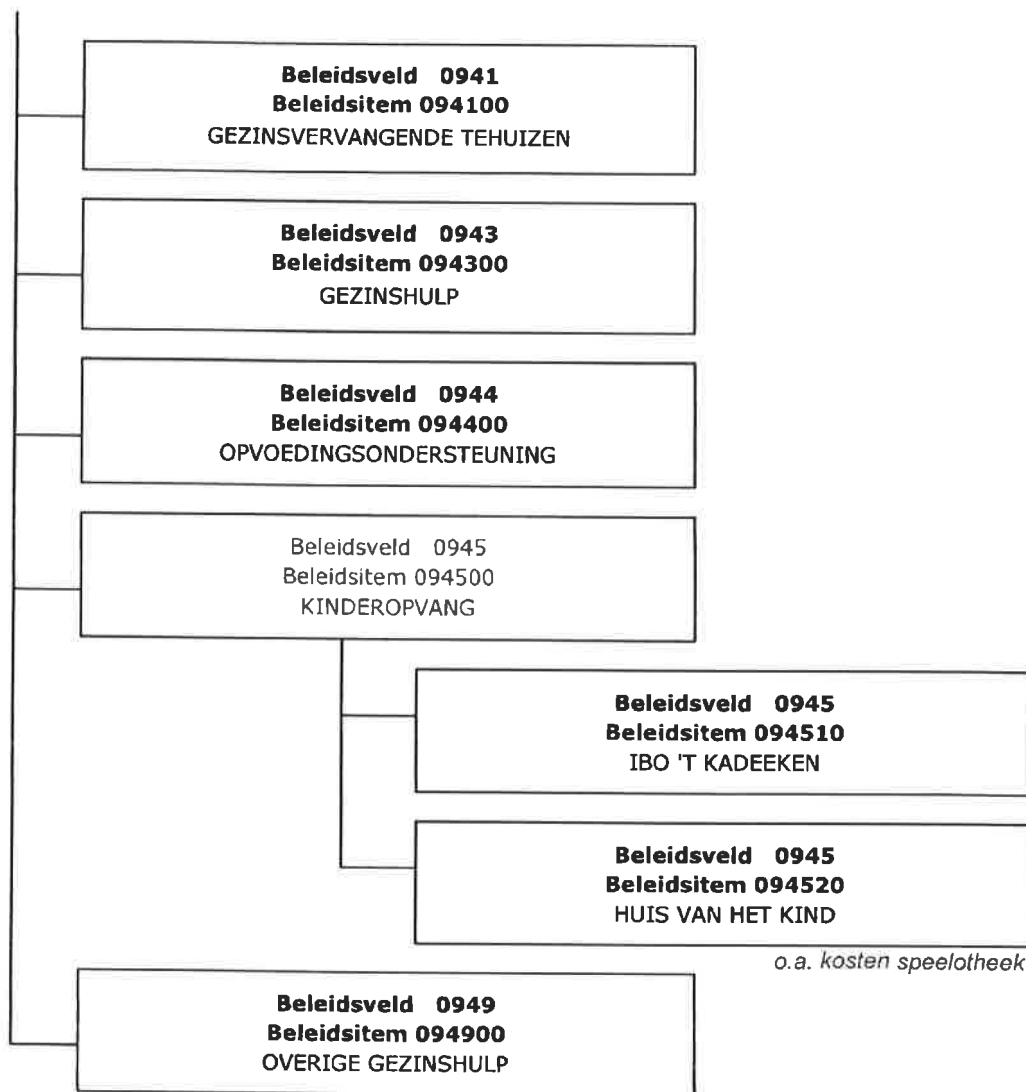 Beleidsveld 0941
Beleidsitem 094100
GEZINSVERVANGENDE TEHUIZEN
Beleidsveld 0943
Beleidsitem 094300
GEZINSHULP
Beleidsveld 0944
Beleidsitem 094400
OPVOEDINGSONDERSTEUNING
Beleidsveld 0945
Beleidsitem 094500
KINDEROPVANG
Beleidsveld 0945
Beleidsitem 094510
IBO 'T KADEEKEN
Beleidsveld 0945
Beleidsitem 094520
HUIS VAN HET KIND
o.a. kosten speelotheek
Beleidsveld 0949
Beleidsitem 094900
OVERIGE GEZINSHULP